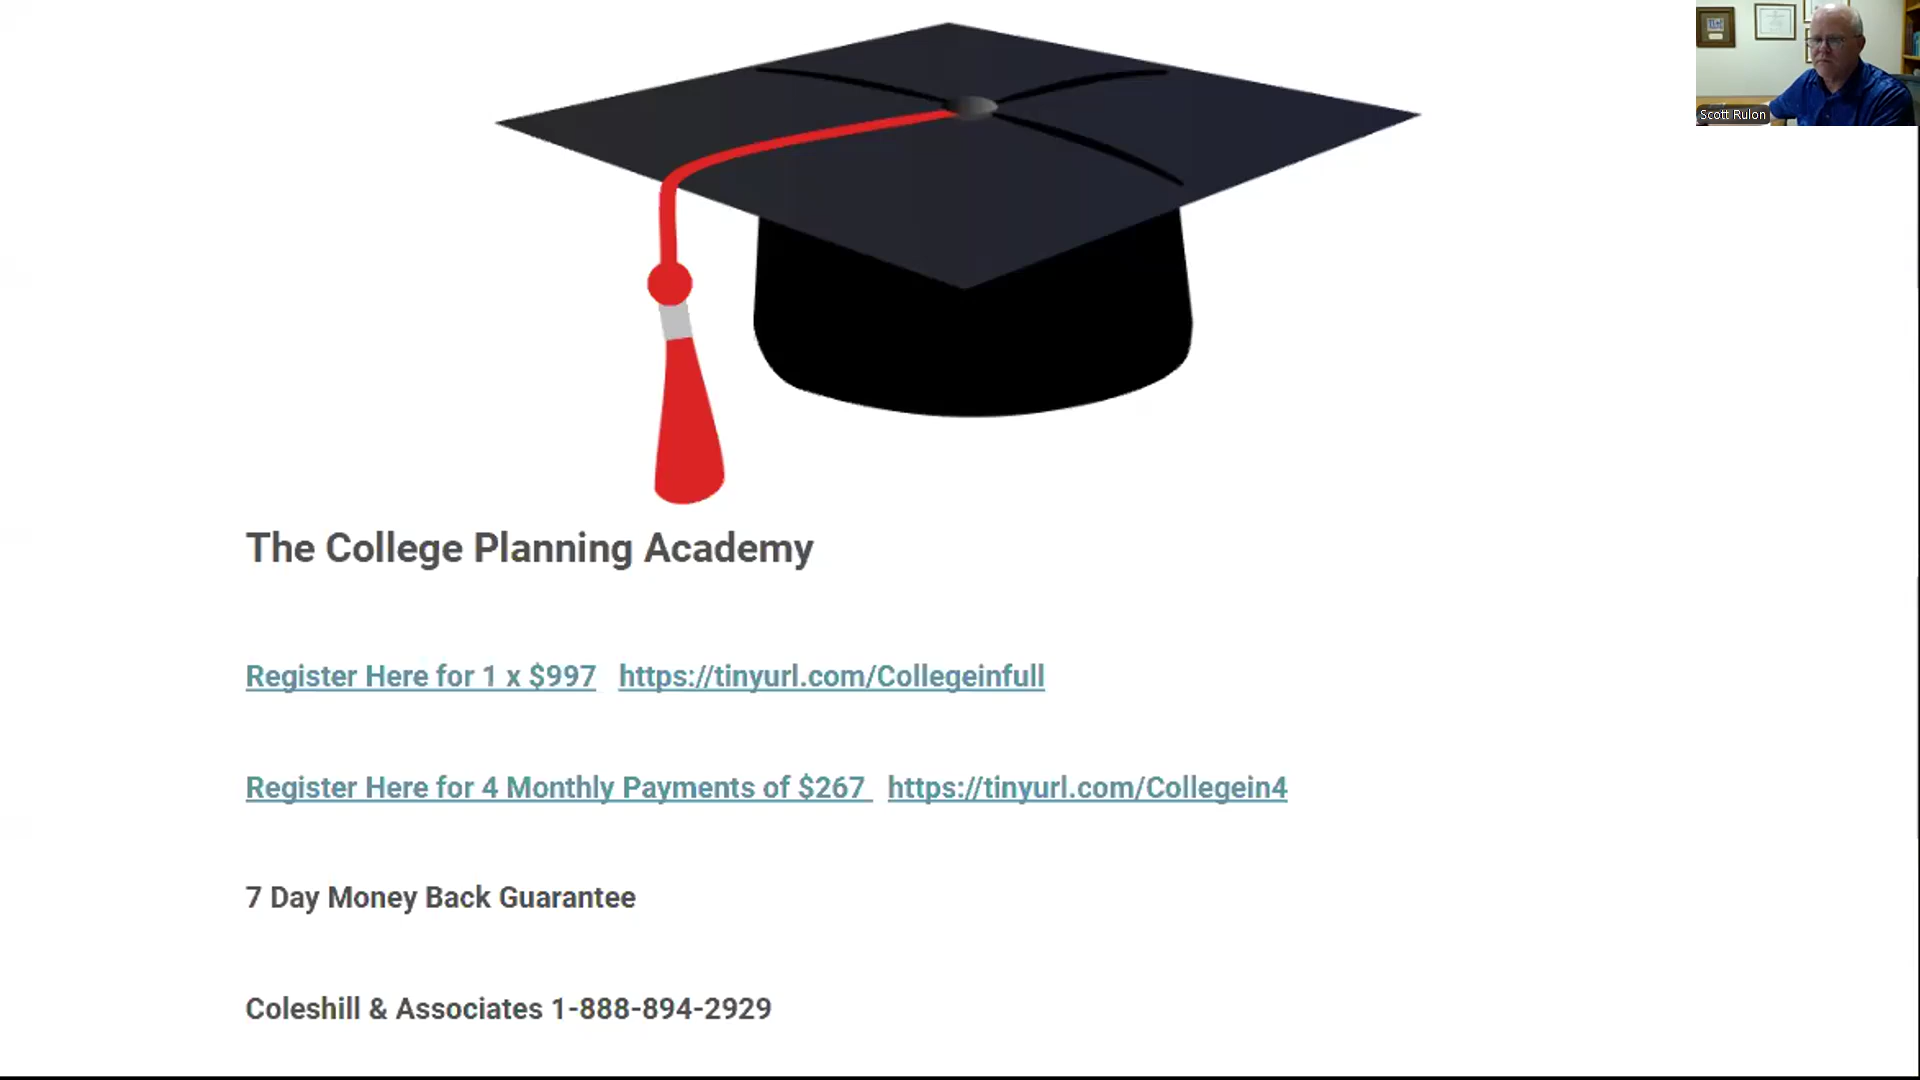 Scott Rulon
The College Planning Academy
Register Here for 1 x $997 https://tinyurl.com/Collegeinfull
Register Here for 4 Monthly Payments of $267 https://tinyurl.com/Collegein4
7 Day Money Back Guarantee
Coleshill & Associates 1-888-894-2929